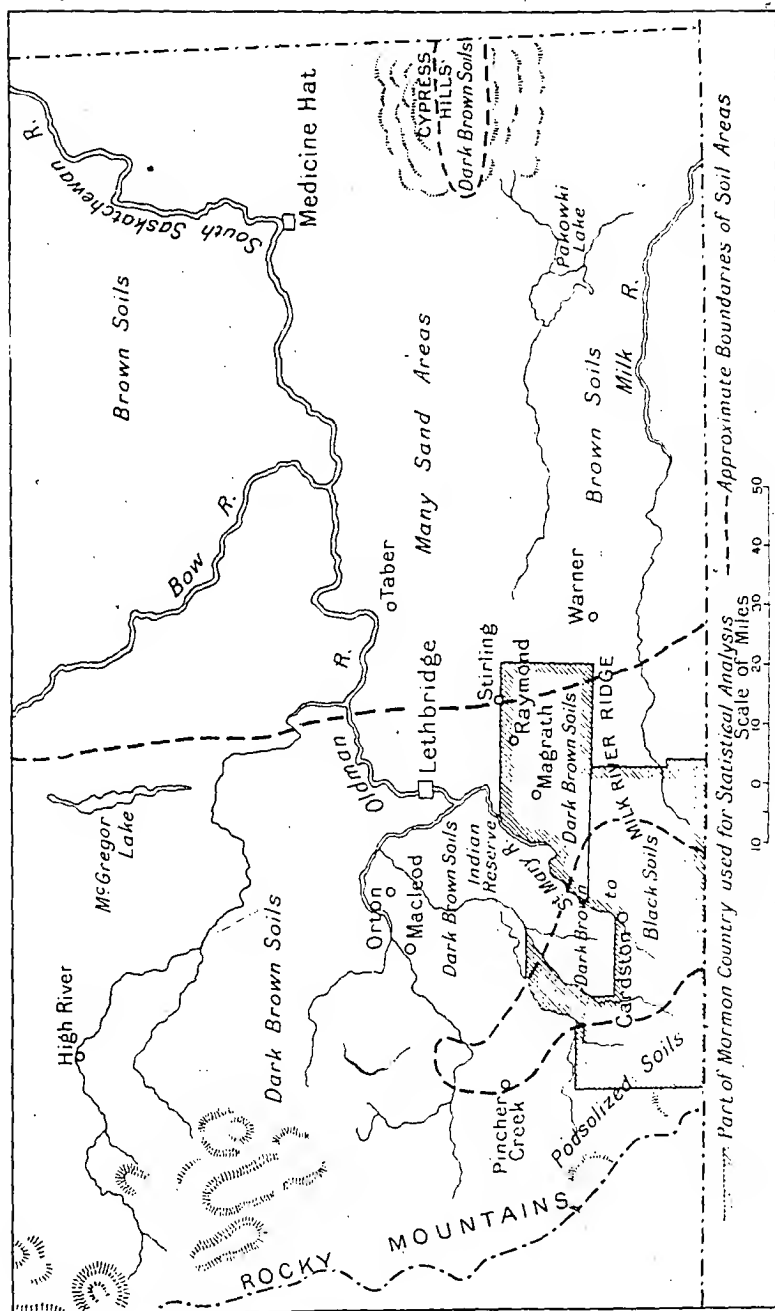 High River
McGregor
Lake
Bow
R.
Brown Soils
South Saskatchewan
R.
Medicine Hat
Dark Brown Soils
Oldman
R.
Taber
Many Sand Areas
CYPRESS
HILLS
Dark Brown Soils
Orton
Macleod
Lethbridge
Dark Brown Soils
Indian
Reserve
St. Mary R.
Stirling
Raymond
Magrath
Dark Brown Soils
Warner
Pakowki
Lake
Brown Soils
Milk
R.
MILK RIVER RIDGE
Pincher
Creek
Dark Brown
to
Black Soils
Cardston
Podsolized Soils
ROCKY MOUNTAINS
Part of Mormon Country used for Statistical Analysis
Approximate Boundaries of Soil Areas
Scale of Miles
10 0 10 20 30 40 50